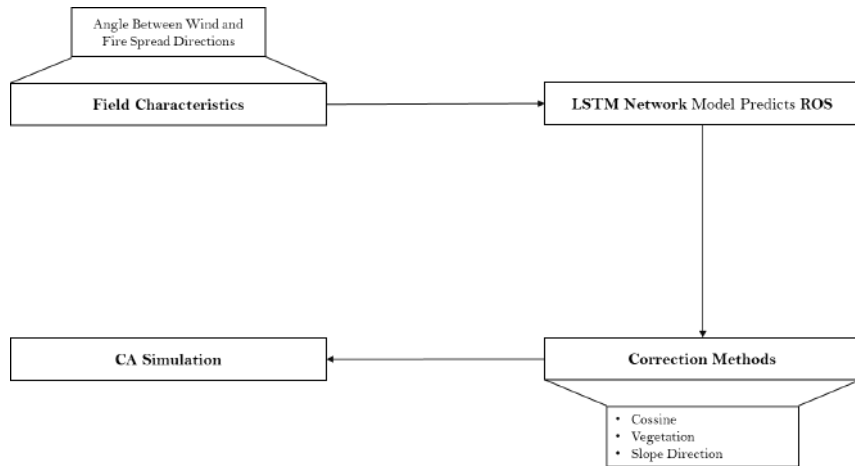 Angle Between Wind and
Fire Spread Directions
Field Characteristics
LSTM Network Model Predicts ROS
CA Simulation
Correction Methods
• Cossine
• Vegetation
• Slope Direction